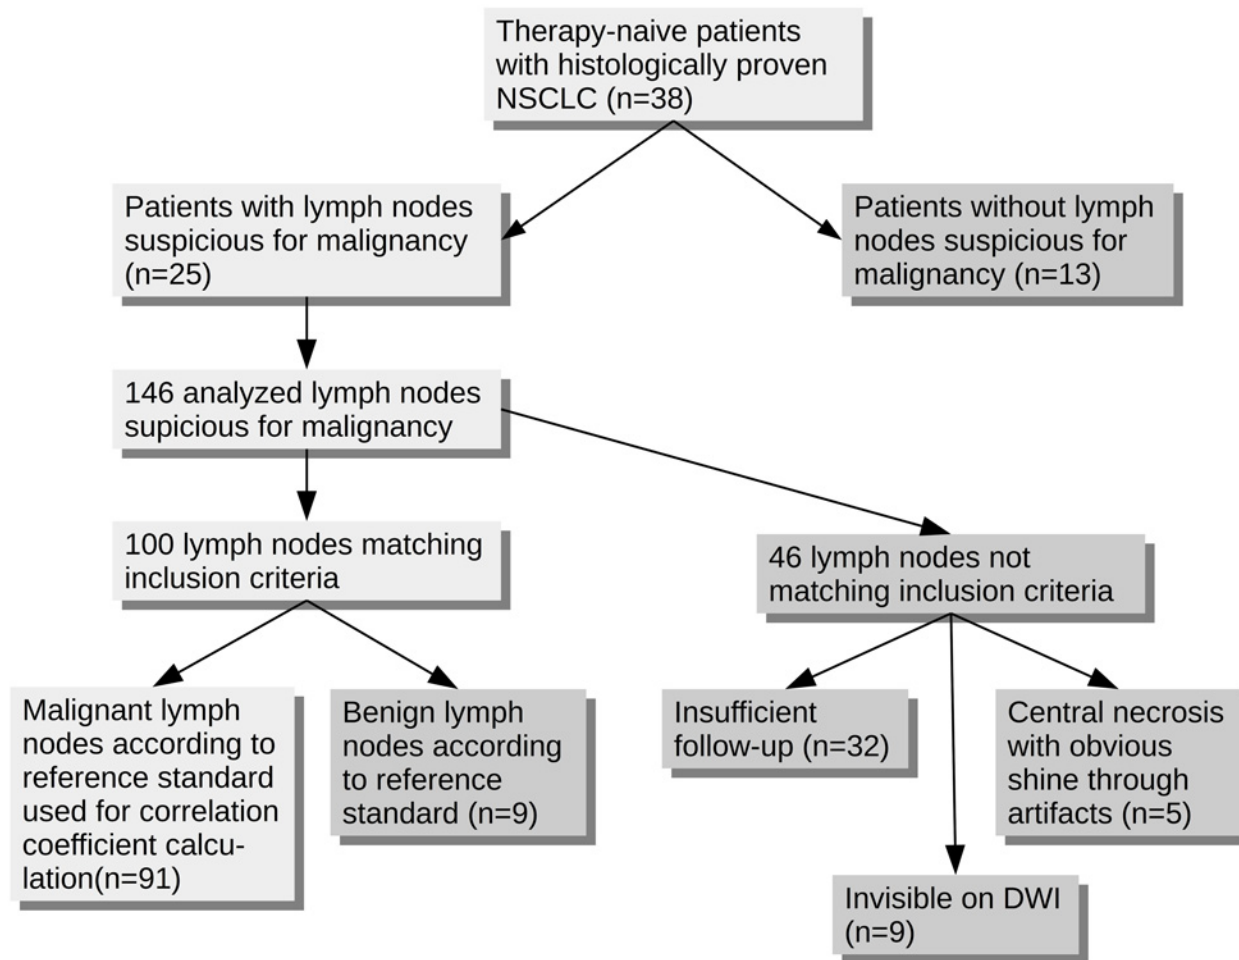 Therapy-naive patients
with histologically proven
NSCLC (n=38)
Patients with lymph nodes
suspicious for malignancy
(n=25)
Patients without lymph
nodes suspicious for
malignancy (n=13)
146 analyzed lymph nodes
supicious for malignancy
100 lymph nodes matching
inclusion criteria
46 lymph nodes not
matching inclusion criteria
Malignant lymph
nodes according to
reference standard
used for correlation
coefficient calcu-
lation(n=91)
Benign lymph
nodes according
to reference
standard (n=9)
Insufficient
follow-up (n=32)
Central necrosis
with obvious
shine through
artifacts (n=5)
Invisible on DWI
(n=9)